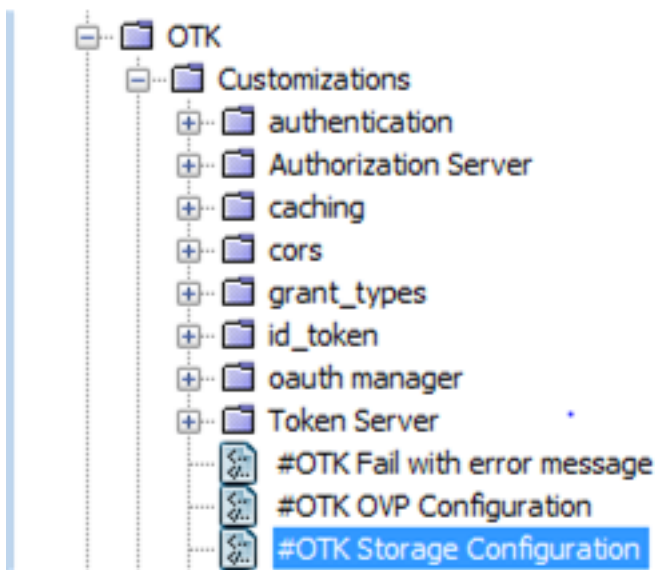 OTK
Customizations
authentication
Authorization Server
caching
cors
grant_types
id_token
oauth manager
Token Server
#OTK Fail with error message
#OTK OVP Configuration
#OTK Storage Configuration